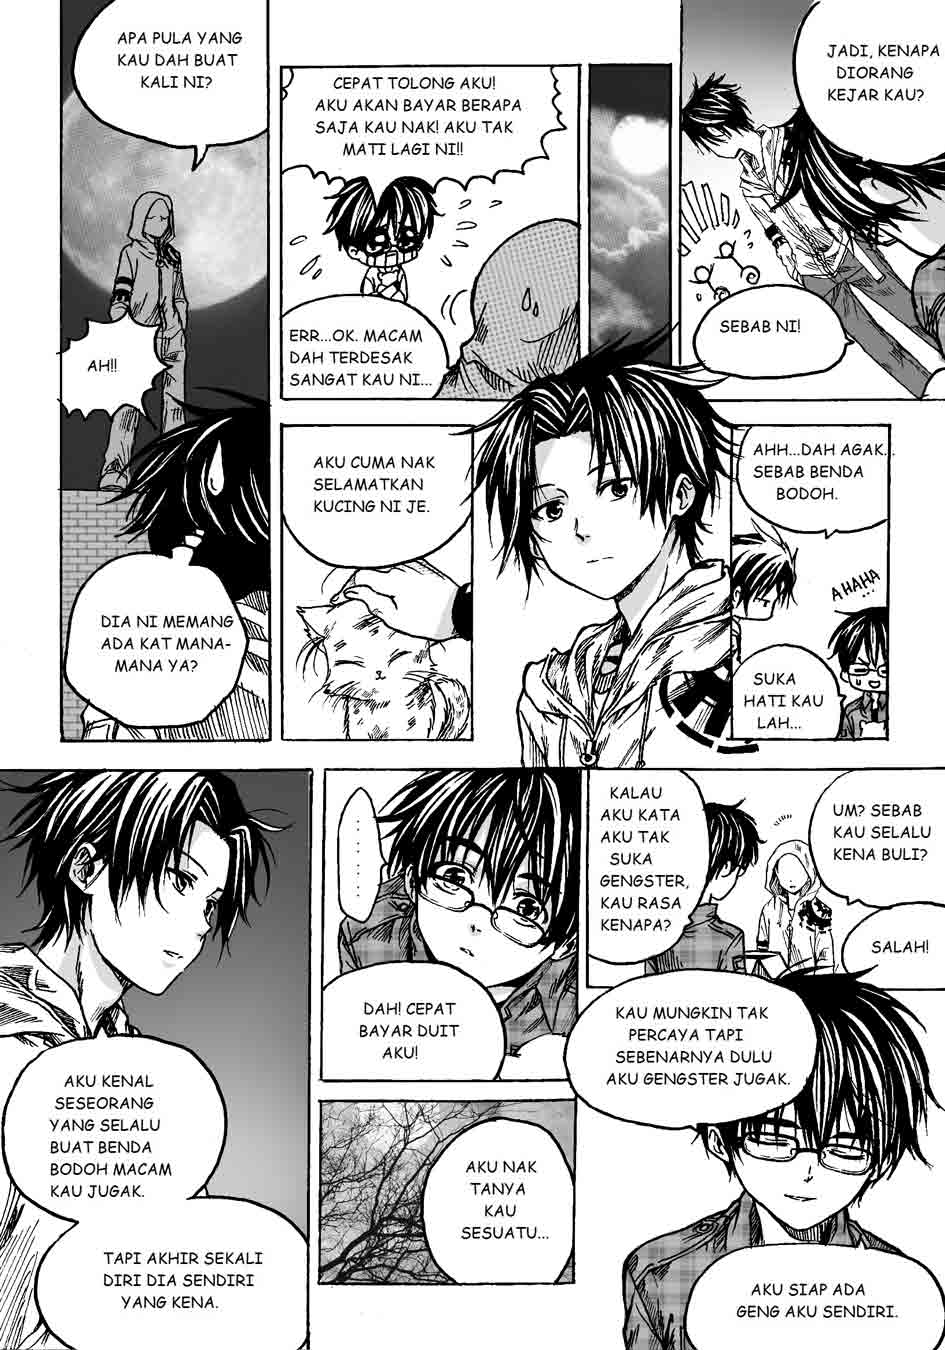 APA PULA YANG
KAU DAH BUAT
KALI NI?
AH!!
DIA NI MEMANG
ADA KAT MANA-
MANA YA?
CEPAT TOLONG AKU!
AKU AKAN BAYAR BERAPA
SAJA KAU NAK! AKU TAK
MATI LAGI NI!!
ERR...OK. MACAM
DAH TERDESAK
SANGAT KAU NI...
JADI, KENAPA
DIORANG
KEJAR KAU?
SEBAB NI!
AKU CUMA NAK
SELAMATKAN
KUCING NI JE.
AHH...DAH AGAK..
SEBAB BENDA
BODOH.
AHAHA
...
SUKA
HATI KAU
LAH...
AKU KENAL
SESEORANG
YANG SELALU
BUAT BENDA
BODOH MACAM
KAU JUGAK.
TAPI AKHIR SEKALI
DIRI DIA SENDIRI
YANG KENA.
......
DAH! CEPAT
BAYAR DUIT
AKU!
AKU NAK
TANYA
KAU
SESUATU...
KALAU
AKU KATA
AKU TAK
SUKA
GENGSTER,
KAU RASA
KENAPA?
UM? SEBAB
KAU SELALU
KENA BULI?
SALAH!
KAU MUNGKIN TAK
PERCAYA TAPI
SEBENARNYA DULU
AKU GENGSTER JUGAK.
AKU SIAP ADA
GENG AKU SENDIRI.